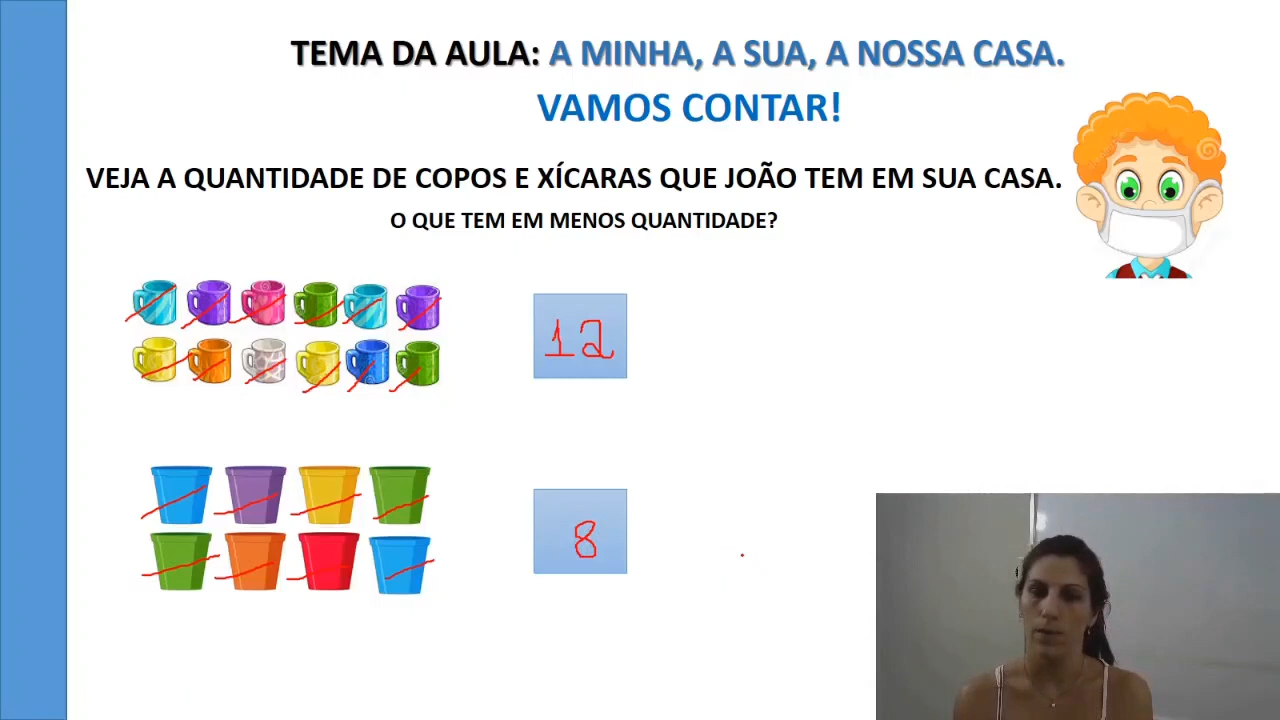 TEMA DA AULA: A MINHA, A SUA, A NOSSA CASA.
VAMOS CONTAR!
VEJA A QUANTIDADE DE COPOS E XÍCARAS QUE JOÃO TEM EM SUA CASA.
O QUE TEM EM MENOS QUANTIDADE?
12
8